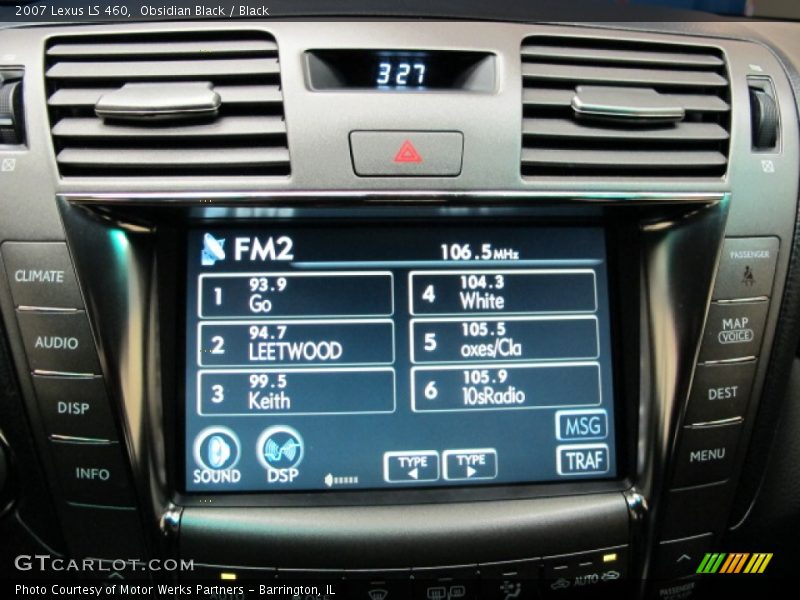 2007 Lexus LS 460, Obsidian Black / Black
3:27
PASSENGER
CLIMATE
AUDIO
DISP
INFO
MAP
VOICE
DEST
MENU
FM2
106.5MHz
1 93.9 Go
4 104.3 White
2 94.7 LEETWOOD
5 105.5 oxes/Cla
3 99.5 Keith
6 105.9 10sRadio
MSG
SOUND
DSP
TYPE
TYPE
TRAF
AUTO
GTCARLOT.COM
Photo Courtesy of Motor Werks Partners - Barrington, IL